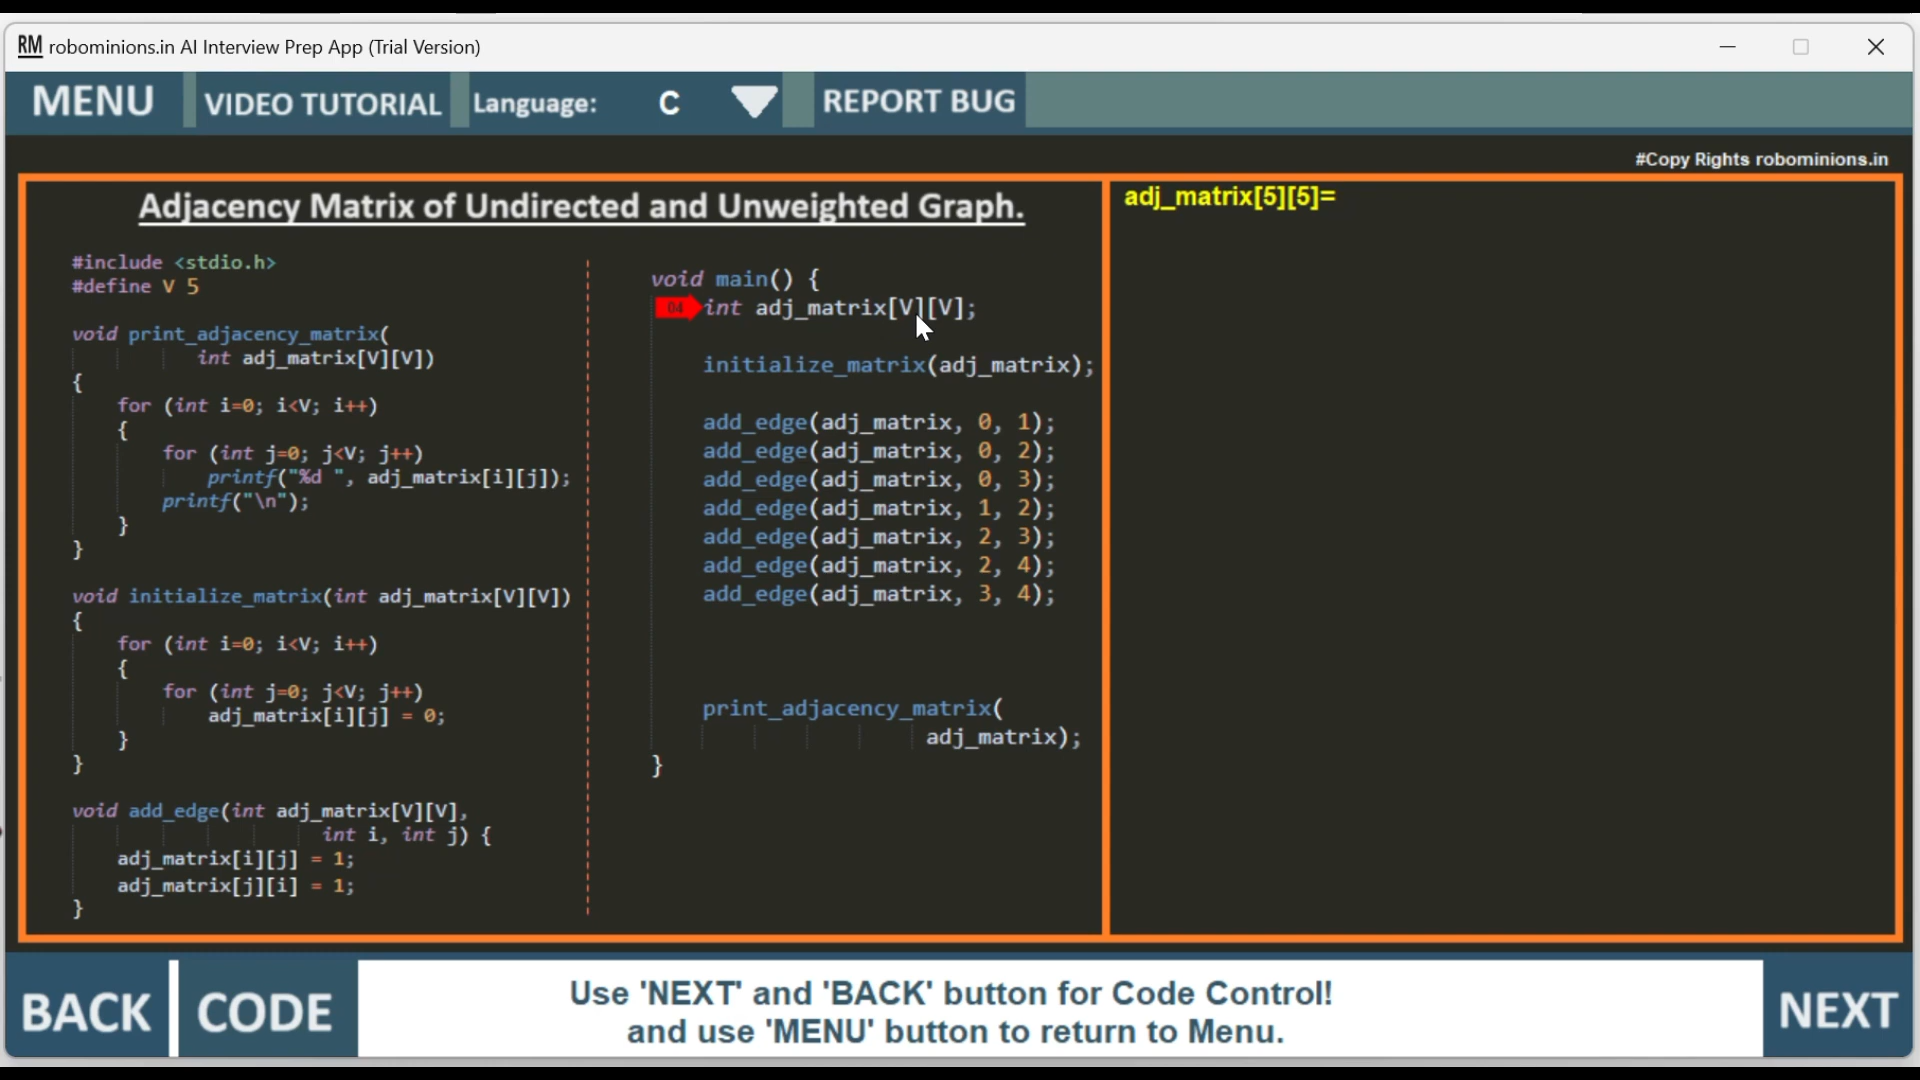 RM robominions.in AI Interview Prep App (Trial Version)
MENU VIDEO TUTORIAL Language: C REPORT BUG
#Copy Rights robominions.in
Adjacency Matrix of Undirected and Unweighted Graph.
#include <stdio.h>
#define V 5
void print_adjacency_matrix(
int adj_matrix[V][V])
{
for (int i=0; i<V; i++)
{
for (int j=0; j<V; j++)
printf("%d ", adj_matrix[i][j]);
printf("\n");
}
}
void initialize_matrix(int adj_matrix[V][V])
{
for (int i=0; i<V; i++)
{
for (int j=0; j<V; j++)
adj_matrix[i][j] = 0;
}
}
void add_edge(int adj_matrix[V][V],
int i, int j) {
adj_matrix[i][j] = 1;
adj_matrix[j][i] = 1;
}
void main() {
04 int adj_matrix[V][V];
initialize_matrix(adj_matrix);
add_edge(adj_matrix, 0, 1);
add_edge(adj_matrix, 0, 2);
add_edge(adj_matrix, 0, 3);
add_edge(adj_matrix, 1, 2);
add_edge(adj_matrix, 2, 3);
add_edge(adj_matrix, 2, 4);
add_edge(adj_matrix, 3, 4);
print_adjacency_matrix(
adj_matrix);
}
adj_matrix[5][5]=
BACK CODE
Use 'NEXT' and 'BACK' button for Code Control!
and use 'MENU' button to return to Menu.
NEXT